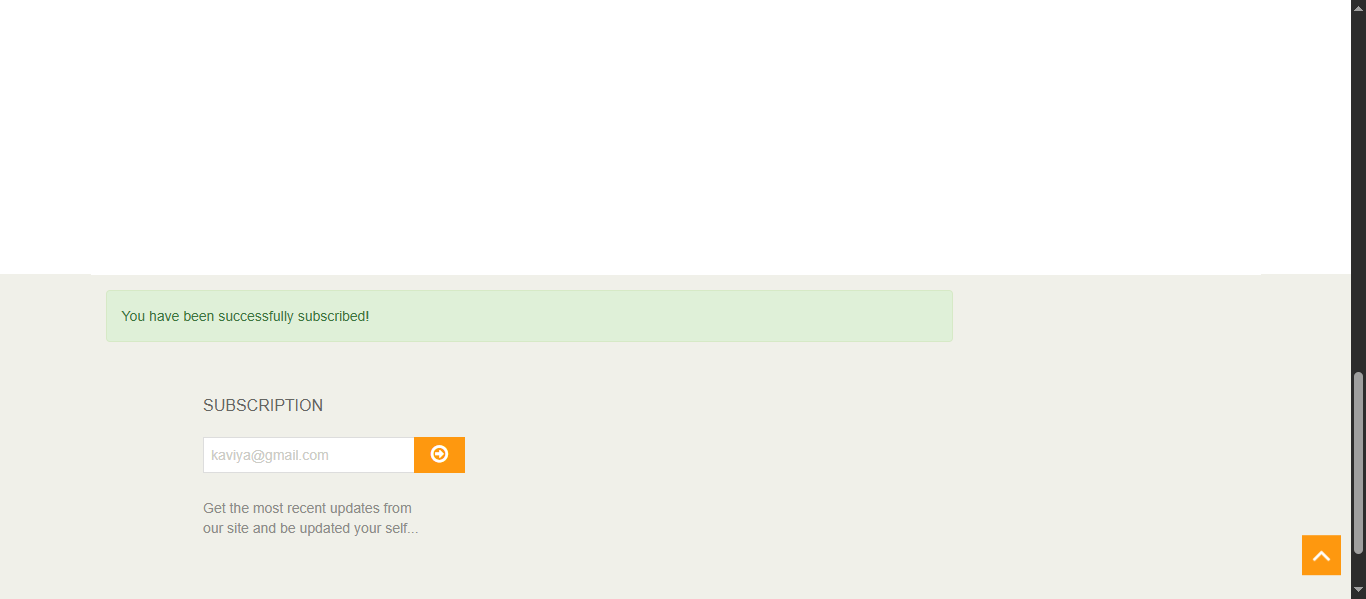 You have been successfully subscribed!
SUBSCRIPTION
kaviya@gmail.com
Get the most recent updates from
our site and be updated your self...